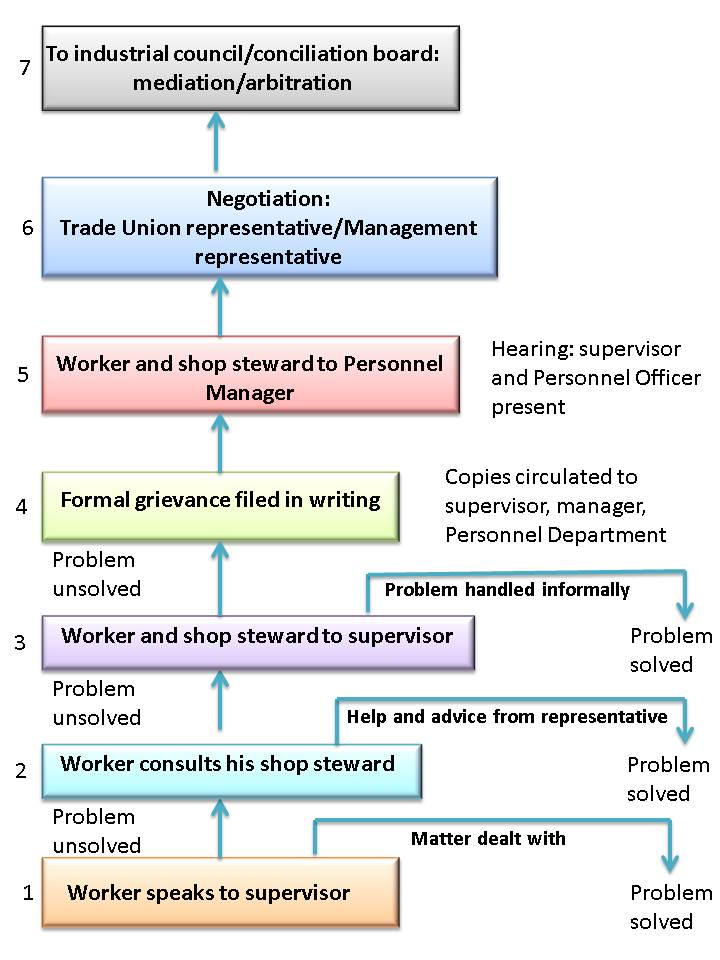 7
To industrial council/conciliation board:
mediation/arbitration
6
Negotiation:
Trade Union representative/Management
representative
5
Worker and shop steward to Personnel
Manager
Hearing: supervisor
and Personnel Officer
present
4
Formal grievance filed in writing
Copies circulated to
supervisor, manager,
Personnel Department
Problem
unsolved
Problem handled informally
3
Worker and shop steward to supervisor
Problem
solved
Problem
unsolved
Help and advice from representative
2
Worker consults his shop steward
Problem
solved
Problem
unsolved
Matter dealt with
1
Worker speaks to supervisor
Problem
solved